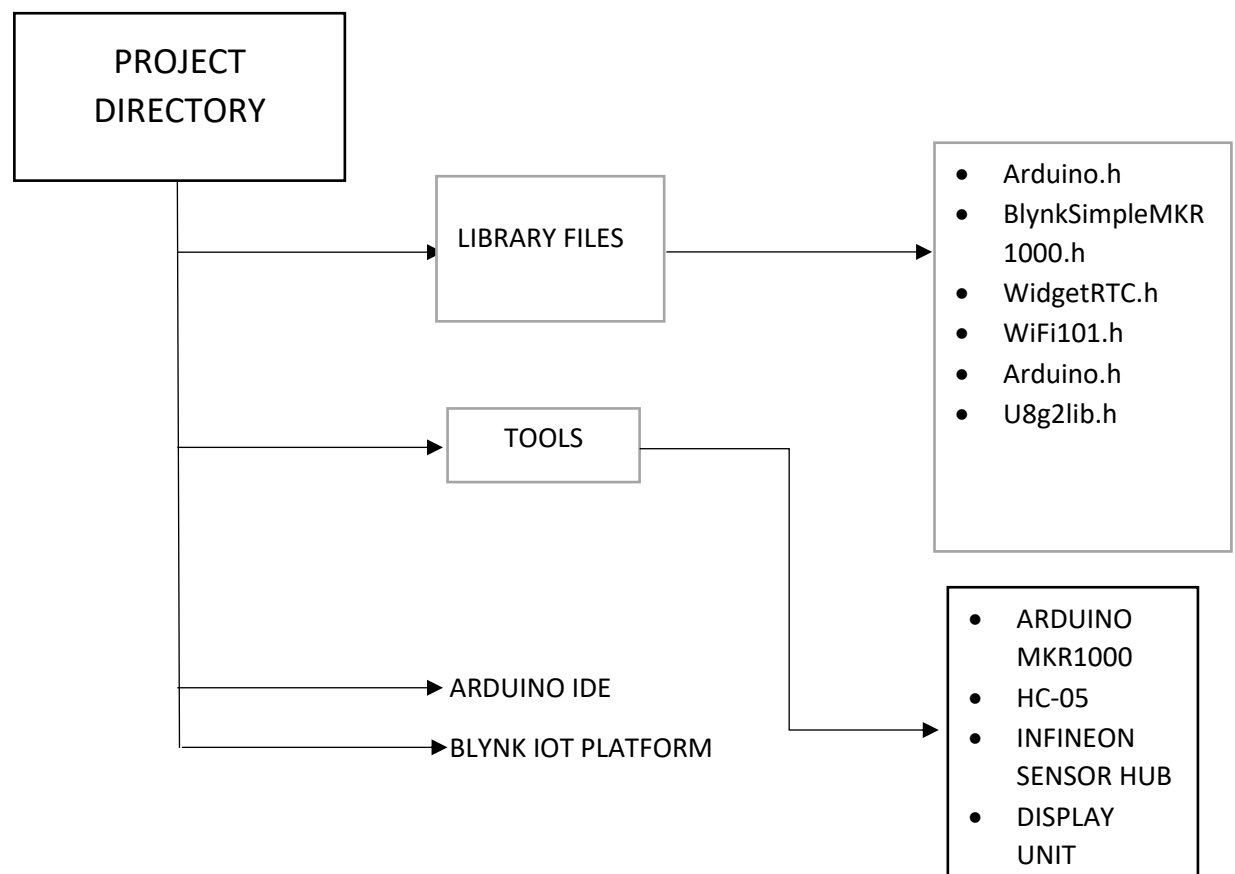 PROJECT
DIRECTORY
LIBRARY FILES
• Arduino.h
• BlynkSimpleMKR
1000.h
• WidgetRTC.h
• WiFi101.h
• Arduino.h
• U8g2lib.h
TOOLS
• ARDUINO
MKR1000
• HC-05
• INFINEON
SENSOR HUB
• DISPLAY
UNIT
ARDUINO IDE
BLYNK IOT PLATFORM